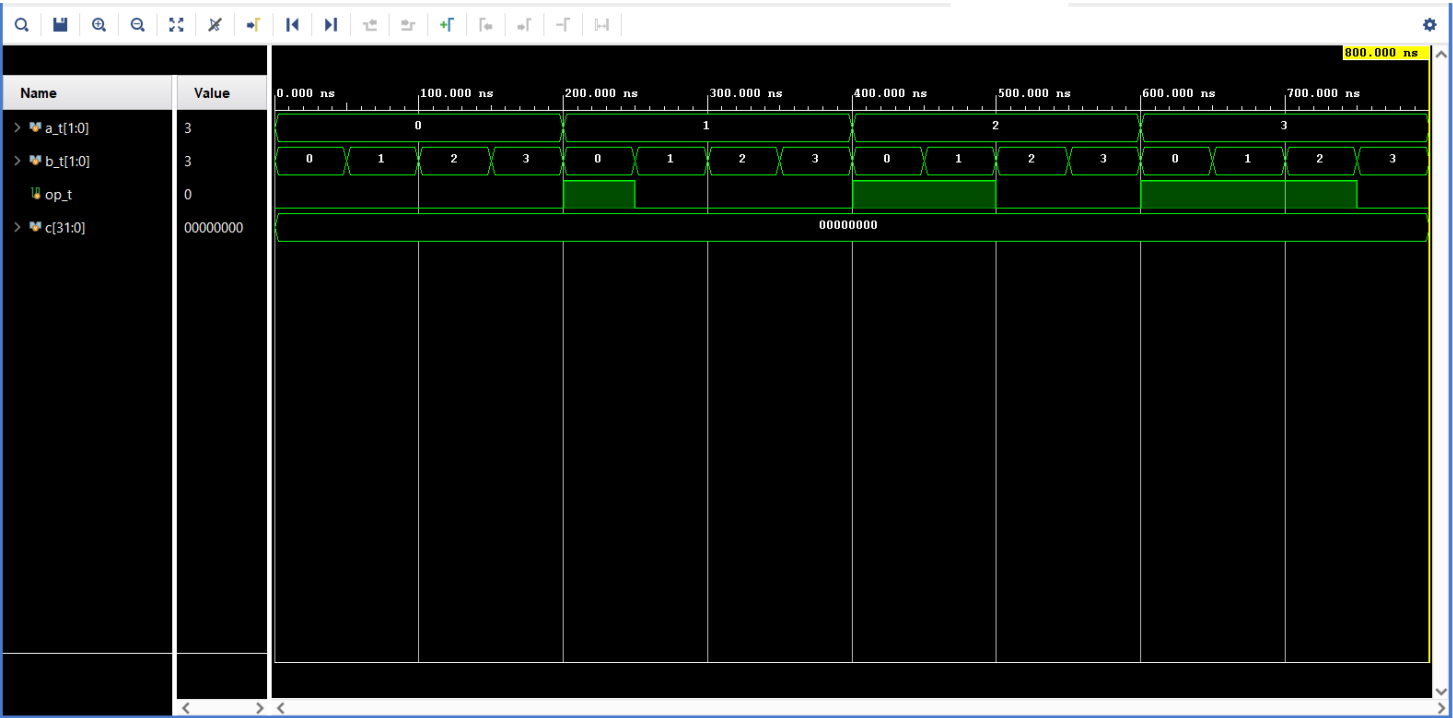 800.000 ns
Name Value 0.000 ns 100.000 ns 200.000 ns 300.000 ns 400.000 ns 500.000 ns 600.000 ns 700.000 ns
a_t[1:0] 3 0 1 2 3
b_t[1:0] 3 0 1 2 3 0 1 2 3 0 1 2 3 0 1 2 3
op_t 0
c[31:0] 00000000 00000000